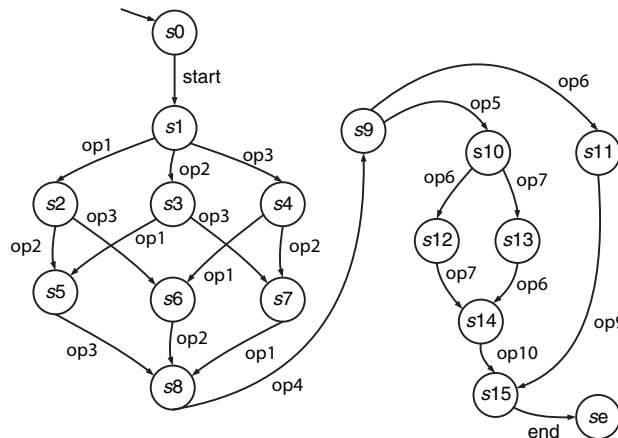 s0
start
s1
op1
op2
op3
s2
s3
s4
op2
op3
op1
op3
op1
op2
s5
s6
s7
op3
op2
op1
s8
op4
s9
op5
op6
s10
s11
op6
op7
s12
s13
op7
op6
s14
op10
op9
s15
end
se